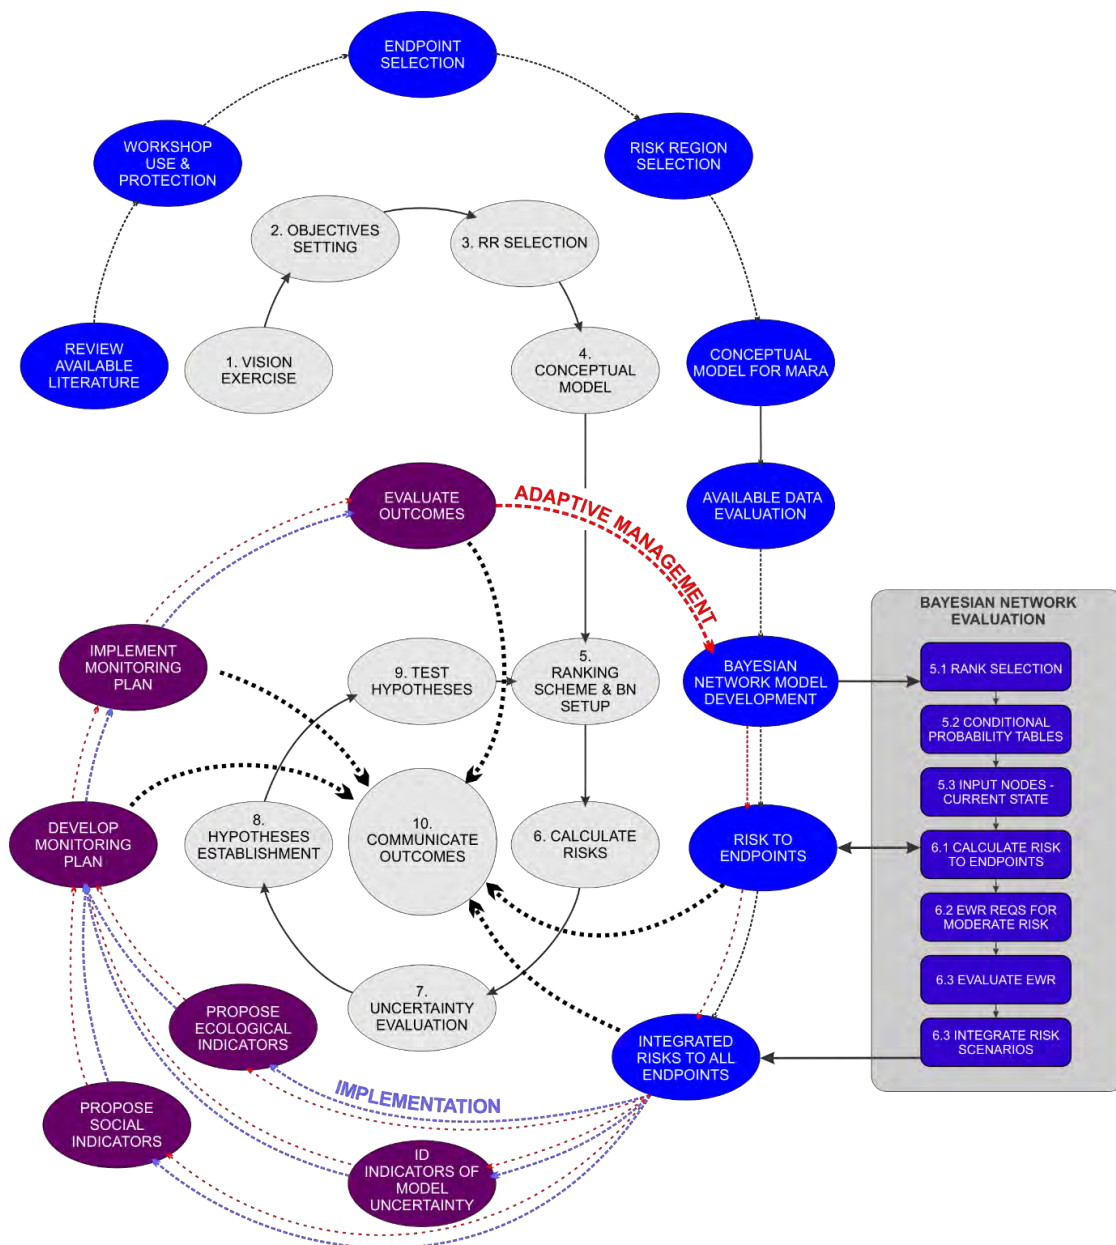 ENDPOINT
SELECTION
WORKSHOP
USE &
PROTECTION
RISK REGION
SELECTION
2. OBJECTIVES
SETTING
3. RR SELECTION
REVIEW
AVAILABLE
LITERATURE
1. VISION
EXERCISE
4.
CONCEPTUAL
MODEL
CONCEPTUAL
MODEL FOR MARA
EVALUATE
OUTCOMES
ADAPTIVE MANAGEMENT
AVAILABLE DATA
EVALUATION
IMPLEMENT
MONITORING
PLAN
9. TEST
HYPOTHESES
5.
RANKING
SCHEME & BN
SETUP
BAYESIAN
NETWORK MODEL
DEVELOPMENT
BAYESIAN NETWORK
EVALUATION
5.1 RANK SELECTION
5.2 CONDITIONAL
PROBABILITY TABLES
5.3 INPUT NODES -
CURRENT STATE
6.1 CALCULATE RISK
TO ENDPOINTS
6.2 EWR REQS FOR
MODERATE RISK
6.3 EVALUATE EWR
6.3 INTEGRATE RISK
SCENARIOS
DEVELOP
MONITORING
PLAN
8.
HYPOTHESES
ESTABLISHMENT
10.
COMMUNICATE
OUTCOMES
6. CALCULATE
RISKS
RISK TO
ENDPOINTS
7.
UNCERTAINTY
EVALUATION
PROPOSE
ECOLOGICAL
INDICATORS
INTEGRATED
RISKS TO ALL
ENDPOINTS
IMPLEMENTATION
PROPOSE
SOCIAL
INDICATORS
ID
INDICATORS OF
MODEL
UNCERTAINTY